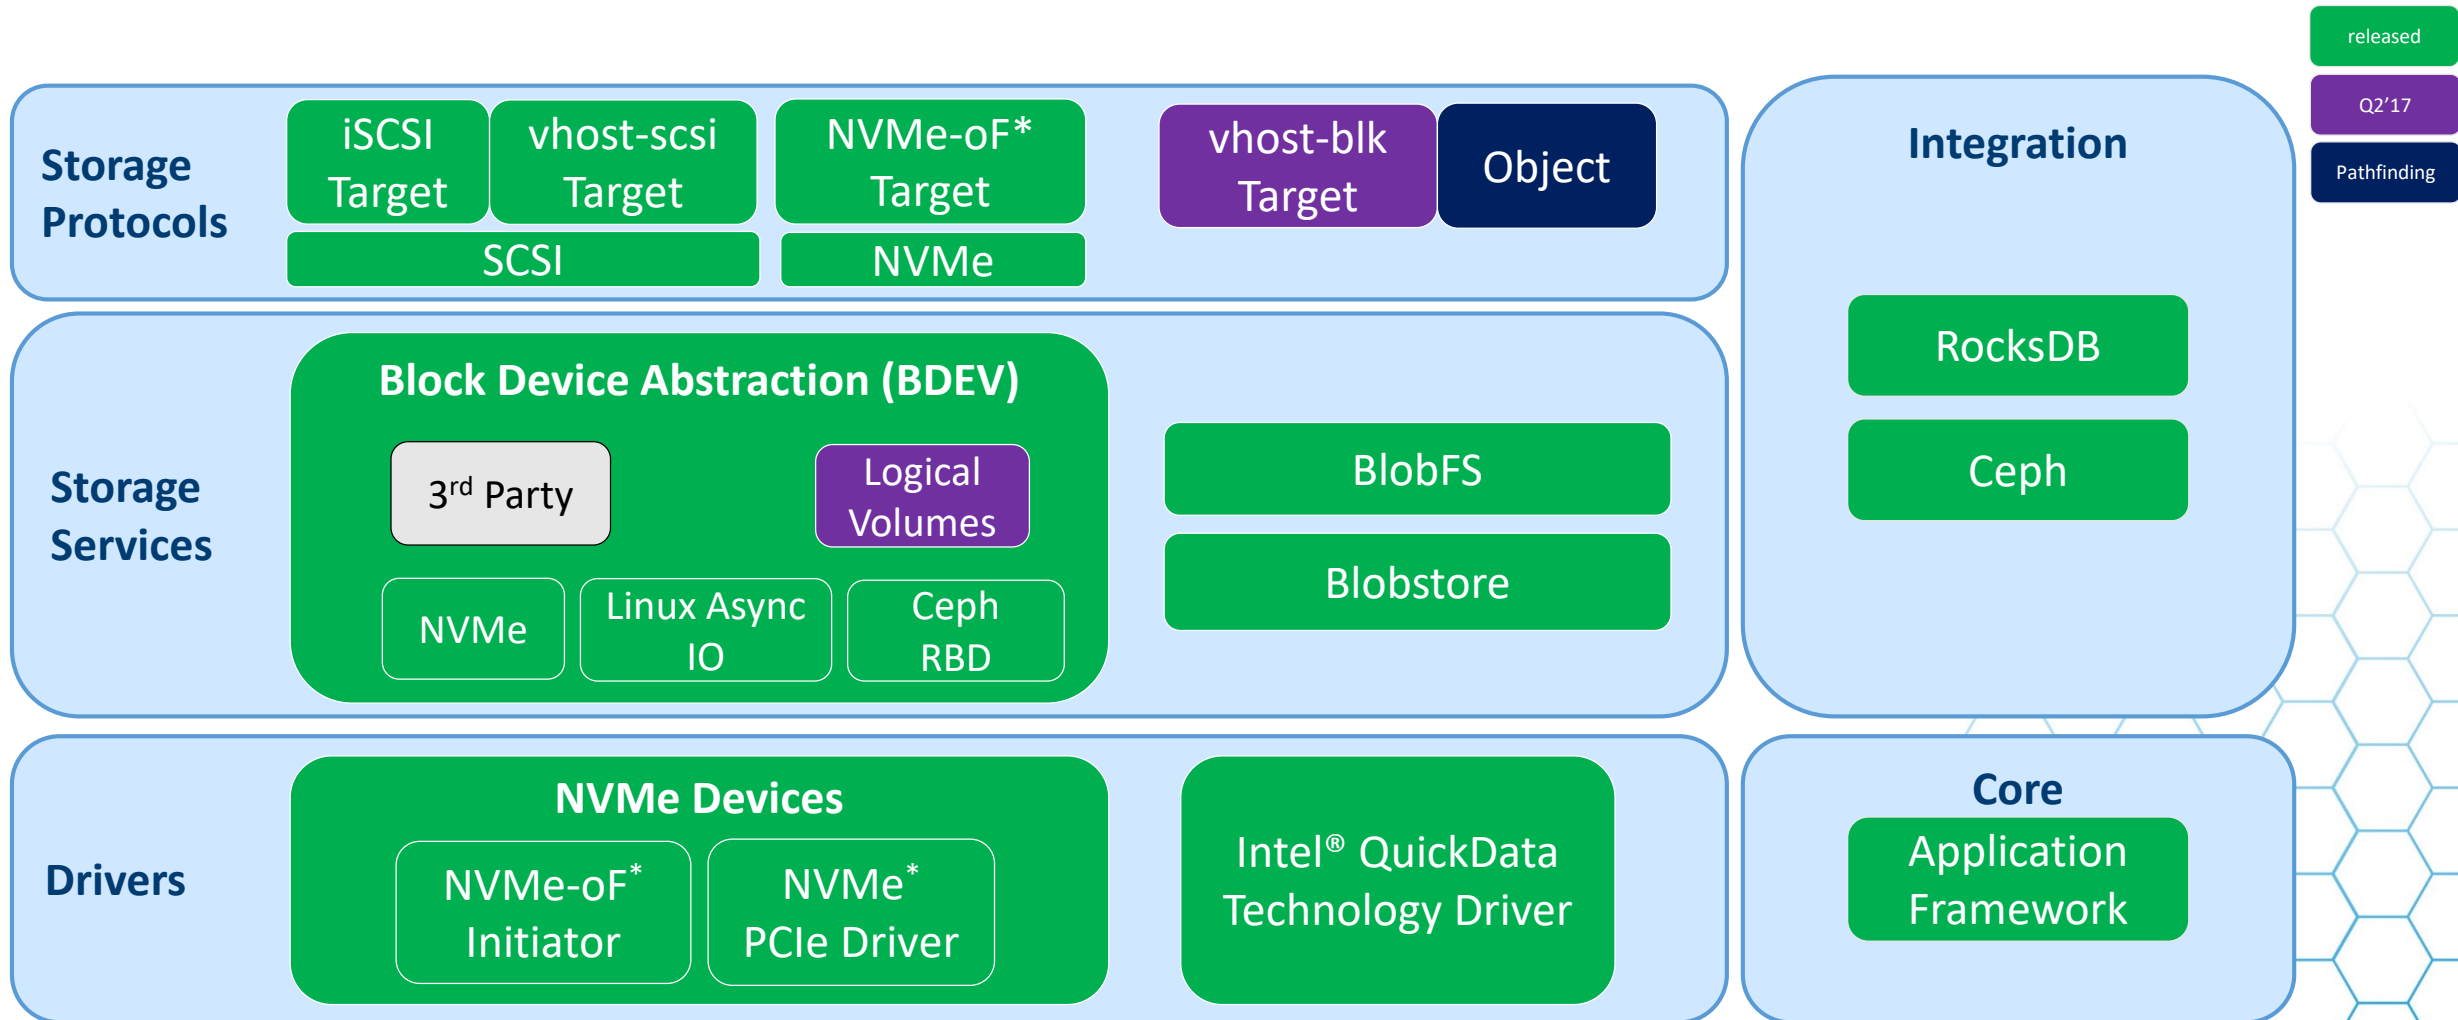 released
Q2'17
Pathfinding
Storage
Protocols
iSCSI
Target
vhost-scsi
Target
NVMe-oF*
Target
SCSI
NVMe
vhost-blk
Target
Object
Integration
RocksDB
Ceph
Storage
Services
Block Device Abstraction (BDEV)
3rd Party
Logical
Volumes
NVMe
Linux Async
IO
Ceph
RBD
BlobFS
Blobstore
Drivers
NVMe Devices
NVMe-oF*
Initiator
NVMe*
PCIe Driver
Intel® QuickData
Technology Driver
Core
Application
Framework